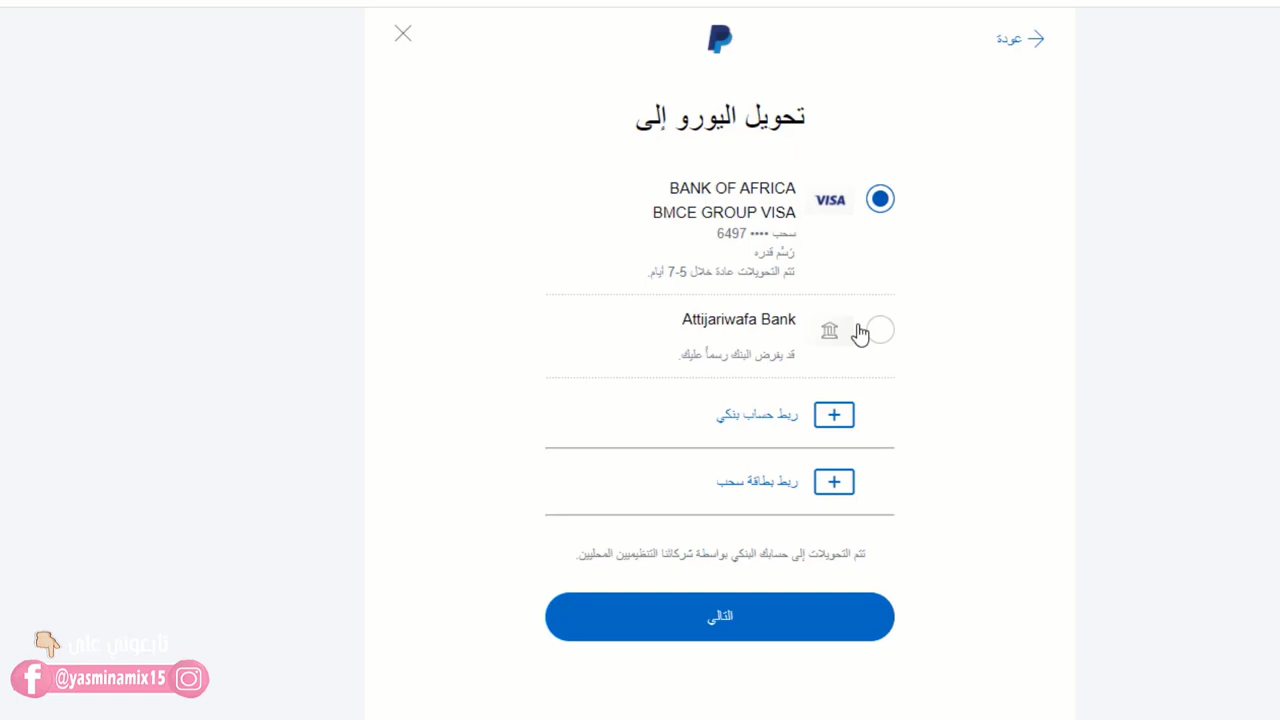 عودة
تحويل اليورو إلى
BANK OF AFRICA
VISA
BMCE GROUP VISA
سحب •••• 6497
رَسْم قدره
تتم التحويلات عادة خلال 5-7 أيام.
Attijariwafa Bank
قد يفرض البنك رسماً عليك.
ربط حساب بنكي
ربط بطاقة سحب
تتم التحويلات إلى حسابك البنكي بواسطة شركائنا التنظيميين المحليين.
التالي
تابعوني على
@yasminamix15